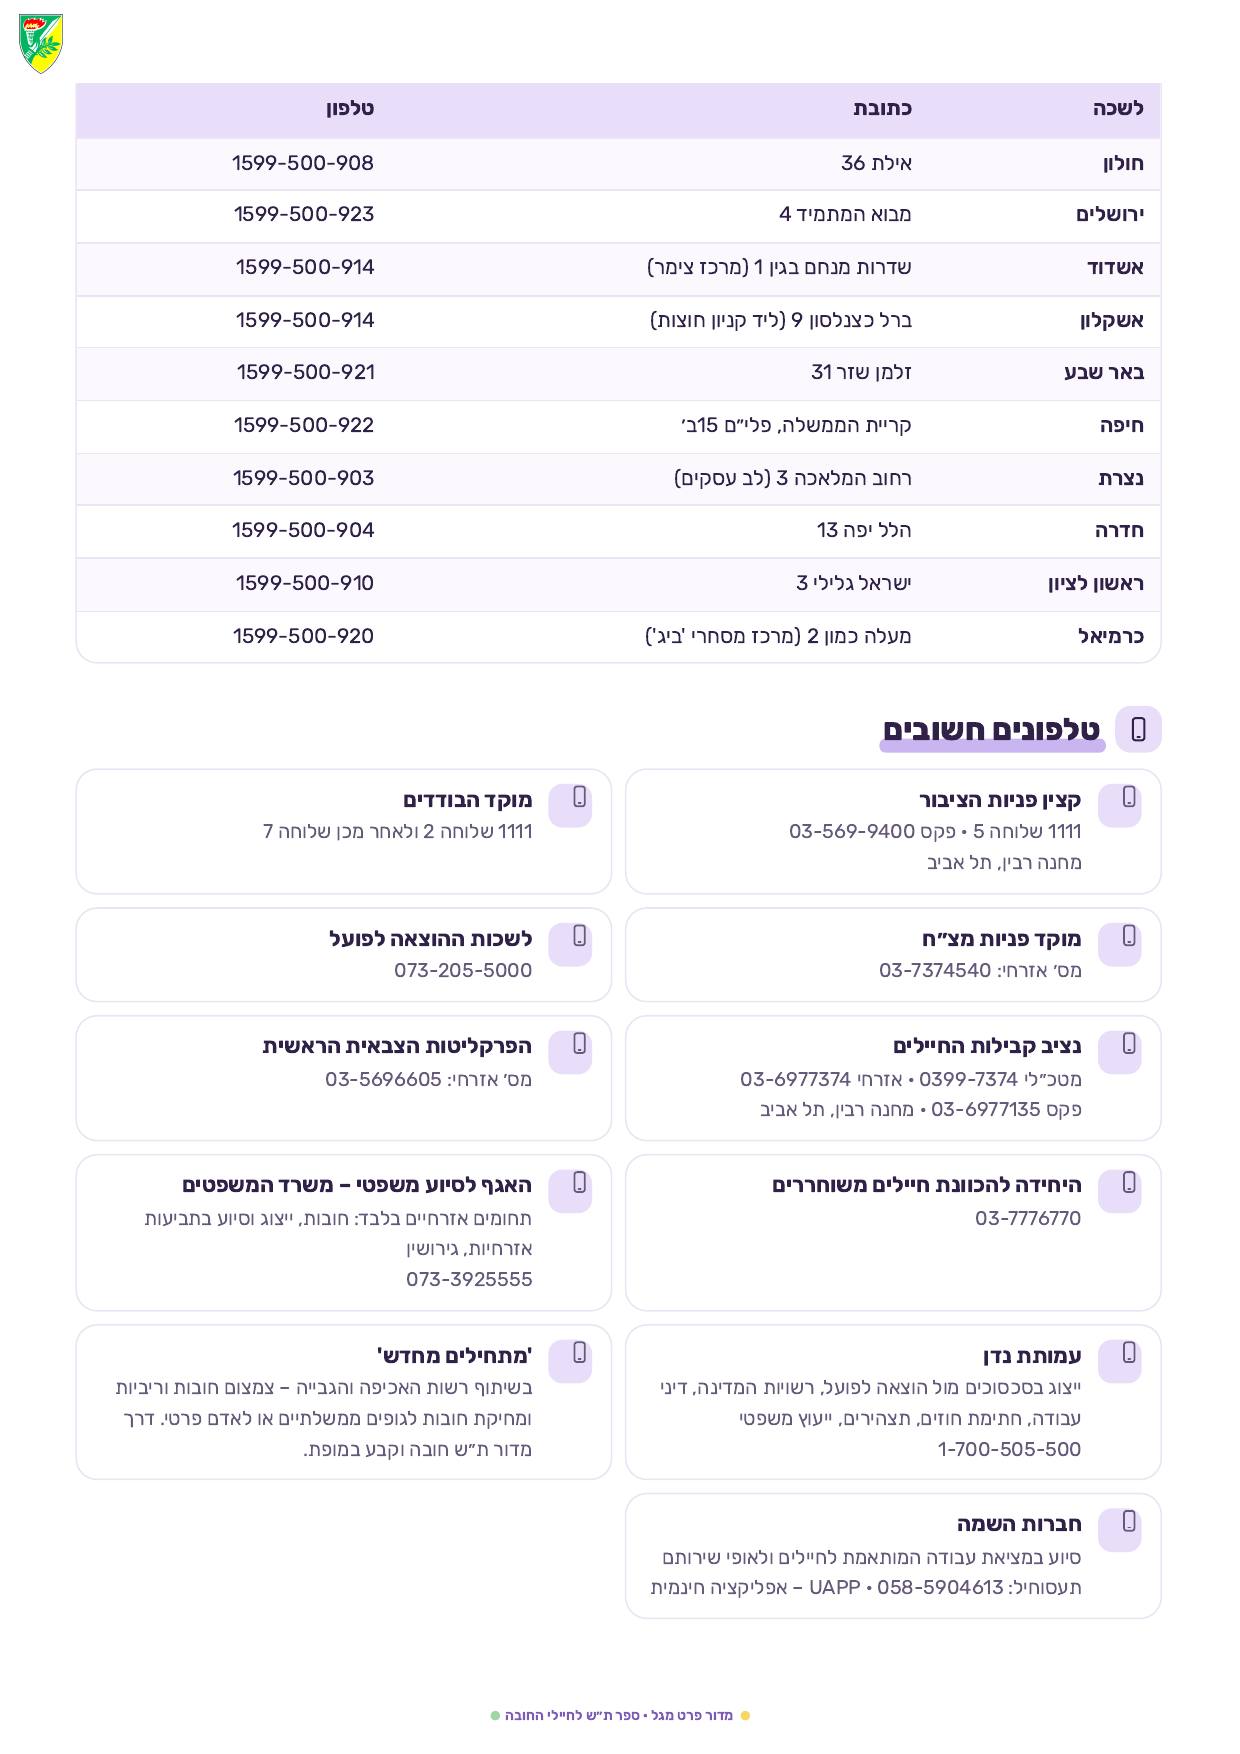 לשכה כתובת טלפון
חולון אילת 36 1599-500-908
ירושלים מבוא המתמיד 4 1599-500-923
אשדוד שדרות מנחם בגין 1 (מרכז צימר) 1599-500-914
אשקלון ברל כצנלסון 9 (ליד קניון חוצות) 1599-500-914
באר שבע זלמן שזר 31 1599-500-921
חיפה קריית הממשלה, פלי״ם 15ב׳ 1599-500-922
נצרת רחוב המלאכה 3 (לב עסקים) 1599-500-903
חדרה הלל יפה 13 1599-500-904
ראשון לציון ישראל גלילי 3 1599-500-910
כרמיאל מעלה כמון 2 (מרכז מסחרי 'ביג') 1599-500-920
טלפונים חשובים
קצין פניות הציבור
1111 שלוחה 5 • פקס 03-569-9400
מחנה רבין, תל אביב
מוקד הבודדים
1111 שלוחה 2 ולאחר מכן שלוחה 7
מוקד פניות מצ״ח
מס׳ אזרחי: 03-7374540
לשכות ההוצאה לפועל
073-205-5000
נציב קבילות החיילים
מטכ״לי 0399-7374 • אזרחי 03-6977374
פקס 03-6977135 • מחנה רבין, תל אביב
הפרקליטות הצבאית הראשית
מס׳ אזרחי: 03-5696605
היחידה להכוונת חיילים משוחררים
03-7776770
האגף לסיוע משפטי – משרד המשפטים
תחומים אזרחיים בלבד: חובות, ייצוג וסיוע בתביעות
אזרחיות, גירושין
073-3925555
עמותת נדן
ייצוג בסכסוכים מול הוצאה לפועל, רשויות המדינה, דיני
עבודה, חתימת חוזים, תצהירים, ייעוץ משפטי
1-700-505-500
'מתחילים מחדש'
בשיתוף רשות האכיפה והגבייה – צמצום חובות וריביות
ומחיקת חובות לגופים ממשלתיים או לאדם פרטי. דרך
מדור ת״ש חובה וקבע במופת.
חברות השמה
סיוע במציאת עבודה המותאמת לחיילים ולאופי שירותם
תעסוחיל: 058-5904613 • UAPP – אפליקציה חינמית
מדור פרט מגל • ספר ת״ש לחיילי החובה